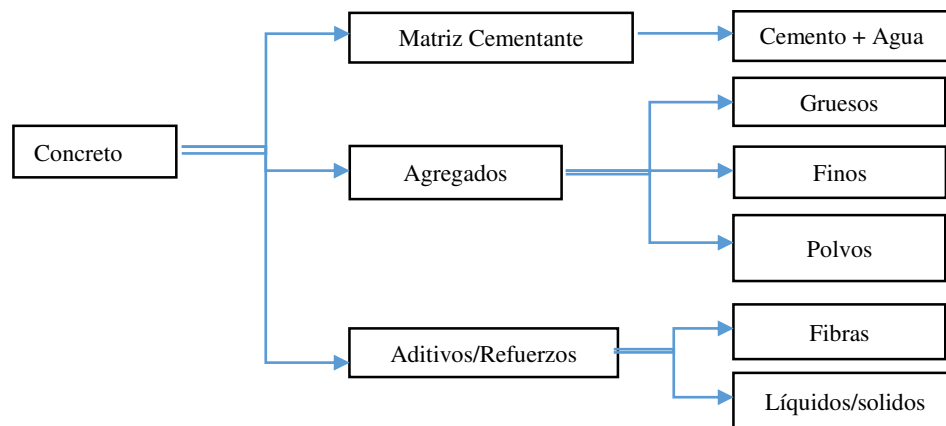 Concreto
Matriz Cementante
Cemento + Agua
Agregados
Gruesos
Finos
Polvos
Aditivos/Refuerzos
Fibras
Líquidos/solidos